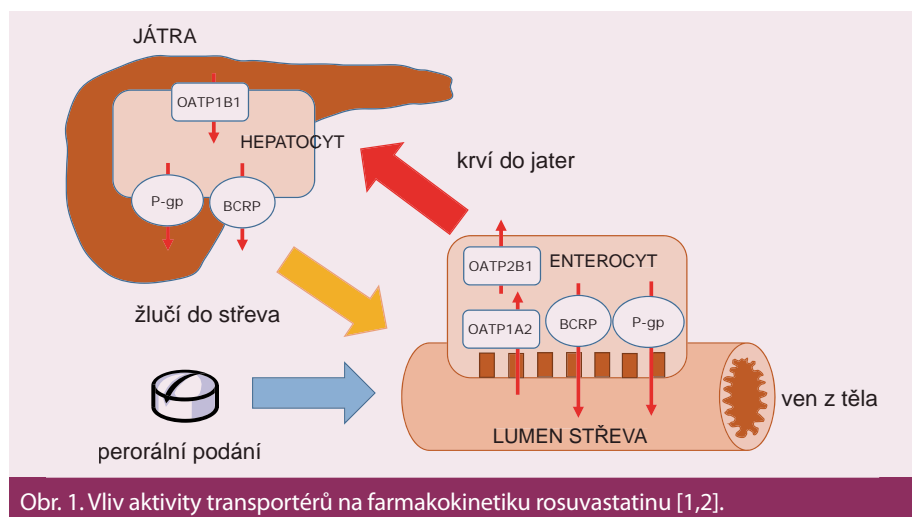 JÁTRA
OATP1B1
HEPATOCYT
P-gp
BCRP
krví do jater
OATP2B1
ENTEROCYT
žlučí do střeva
OATP1A2
BCRP
P-gp
ven z těla
LUMEN STŘEVA
perorální podání
Obr. 1. Vliv aktivity transportérů na farmakokinetiku rosuvastatinu [1,2].